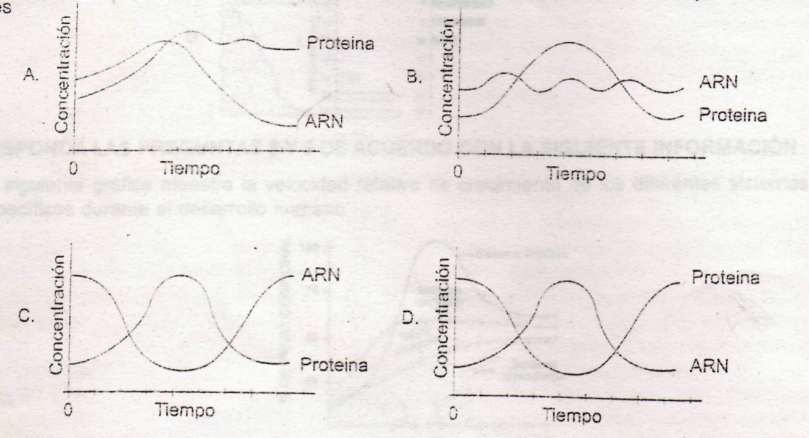 es
A.
Concentración
Proteina
ARN
0
Tiempo
B.
Concentración
ARN
Proteina
0
Tiempo
C.
Concentración
ARN
Proteina
0
Tiempo
D.
Concentración
Proteina
ARN
0
Tiempo